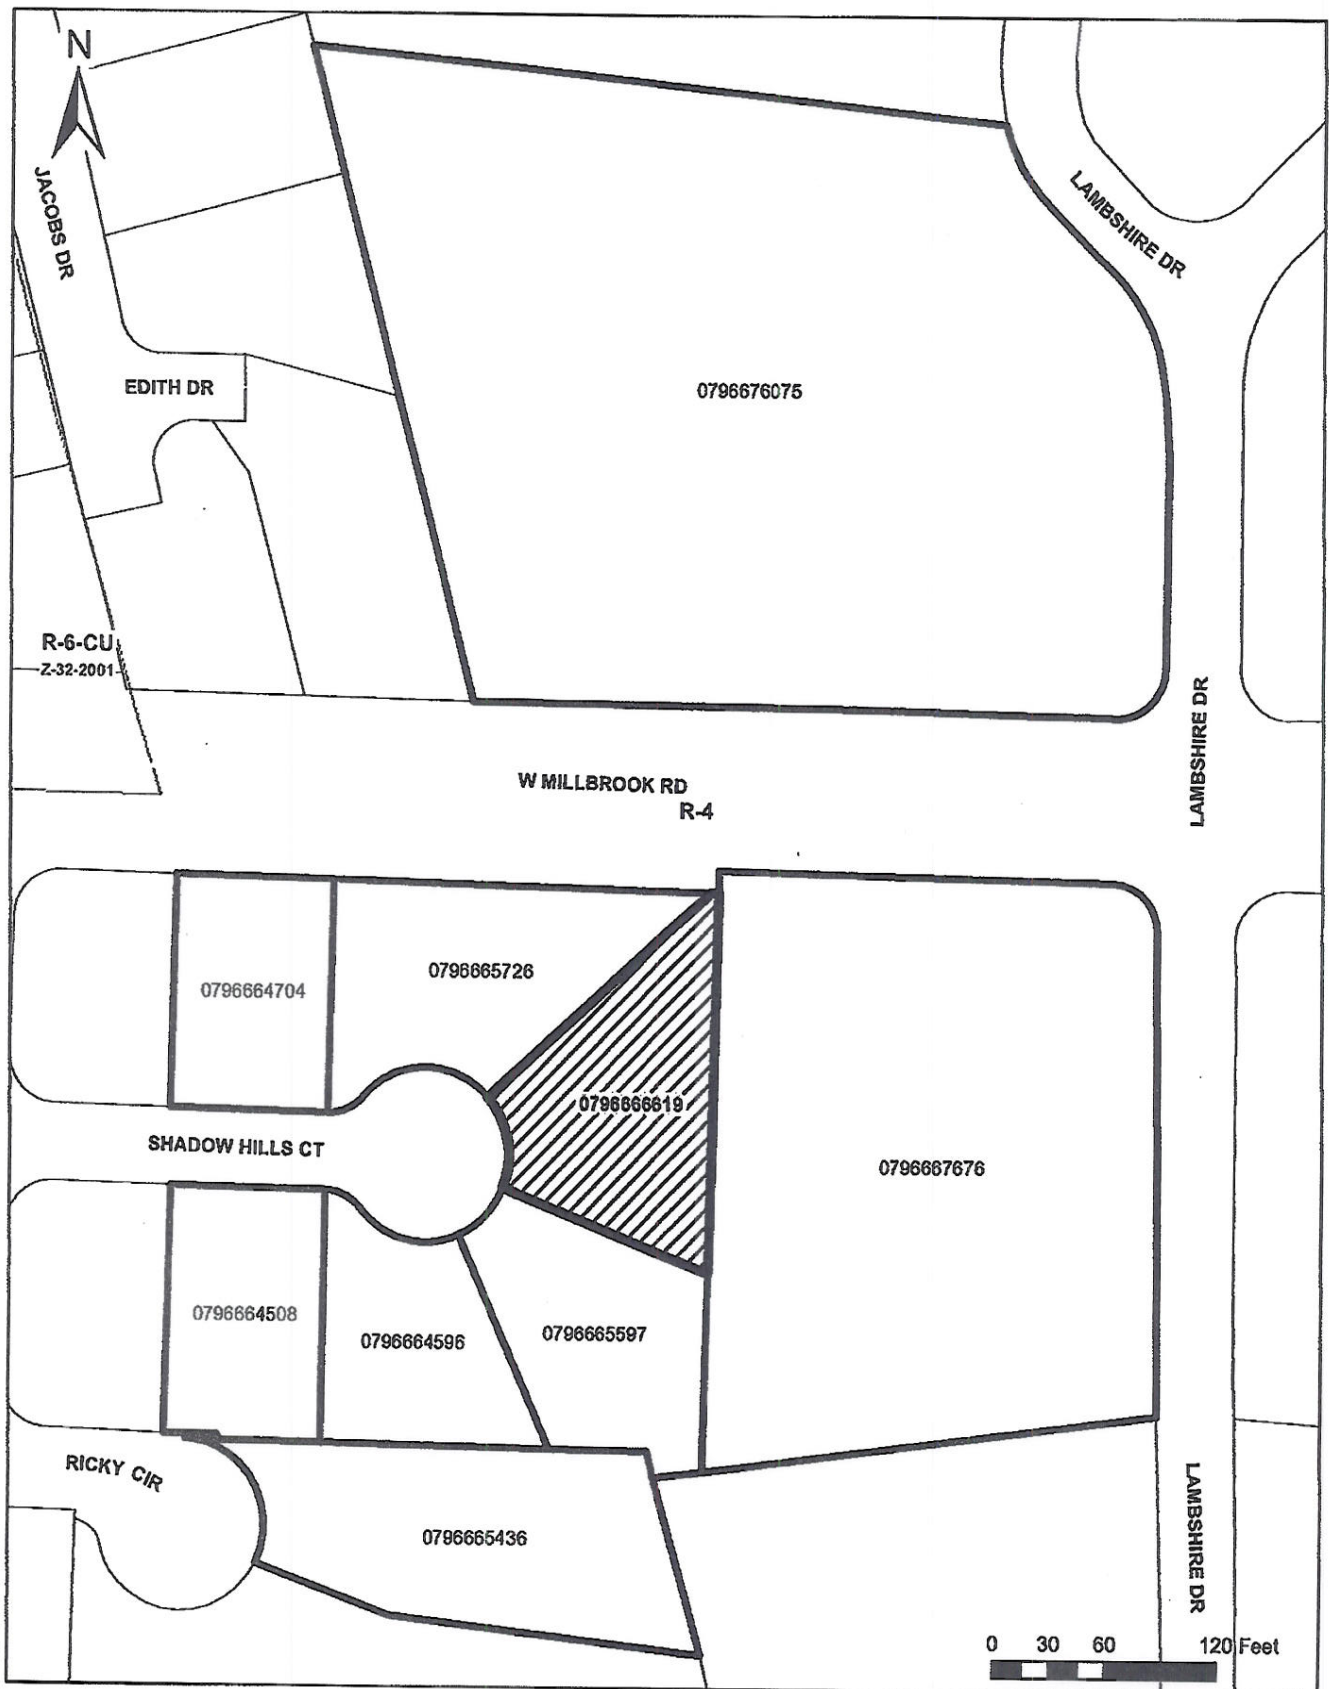 N
JACOBS DR
LAMBSHIRE DR
EDITH DR
0796676075
R-6-CU
Z-32-2001
LAMBSHIRE DR
W MILLBROOK RD
R-4
0796664704
0796665726
0796666619
SHADOW HILLS CT
0796667676
0796664508
0796664596
0796665597
RICKY CIR
0796665436
LAMBSHIRE DR
0 30 60 120 Feet